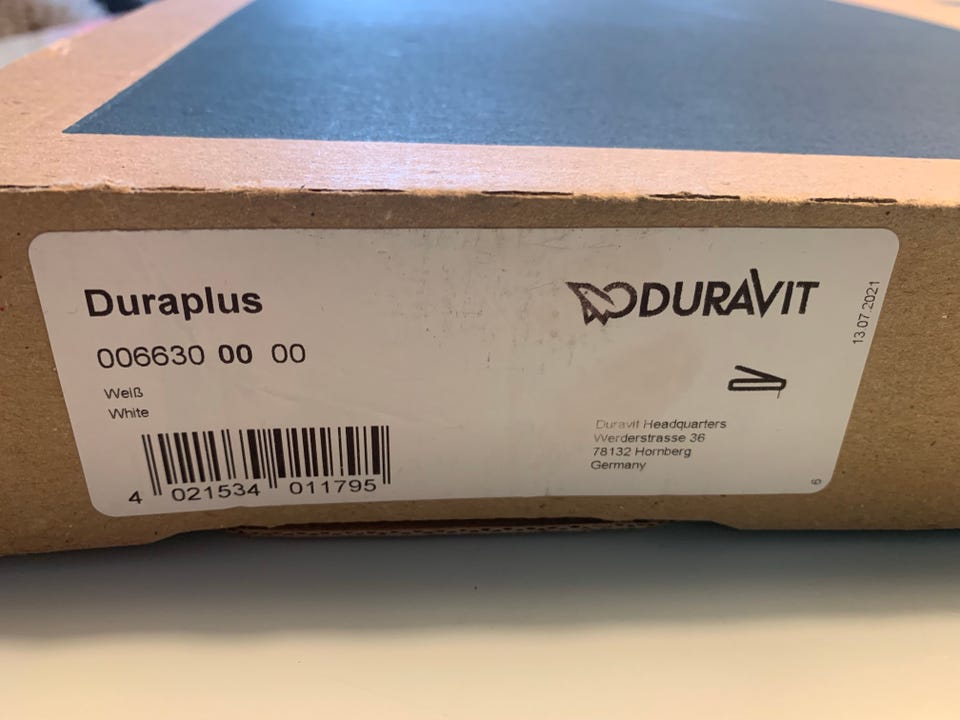 Duraplus
DURAVIT
13.07.2021
006630 00 00
Weiß
White
4 021534 011795
Duravit Headquarters
Werderstrasse 36
78132 Hornberg
Germany
6